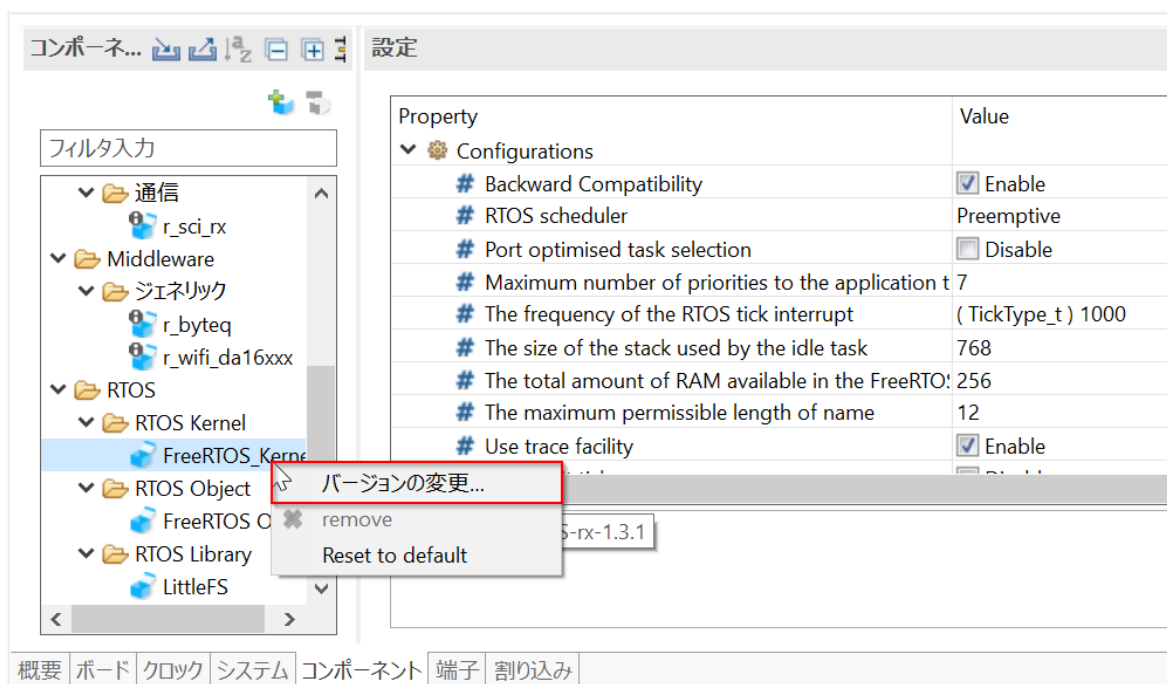 コンポーネ...
設定
フィルタ入力
通信
r_sci_rx
Middleware
ジェネリック
r_byteq
r_wifi_da16xxx
RTOS
RTOS Kernel
FreeRTOS_Kerne
RTOS Object
FreeRTOS O
RTOS Library
LittleFS
バージョンの変更...
remove
Reset to default
Property Value
Configurations
# Backward Compatibility Enable
# RTOS scheduler Preemptive
# Port optimised task selection Disable
# Maximum number of priorities to the application t 7
# The frequency of the RTOS tick interrupt ( TickType_t ) 1000
# The size of the stack used by the idle task 768
# The total amount of RAM available in the FreeRTOS 256
# The maximum permissible length of name 12
# Use trace facility Enable
S-rx-1.3.1
概要 ボード クロック システム コンポーネント 端子 割り込み